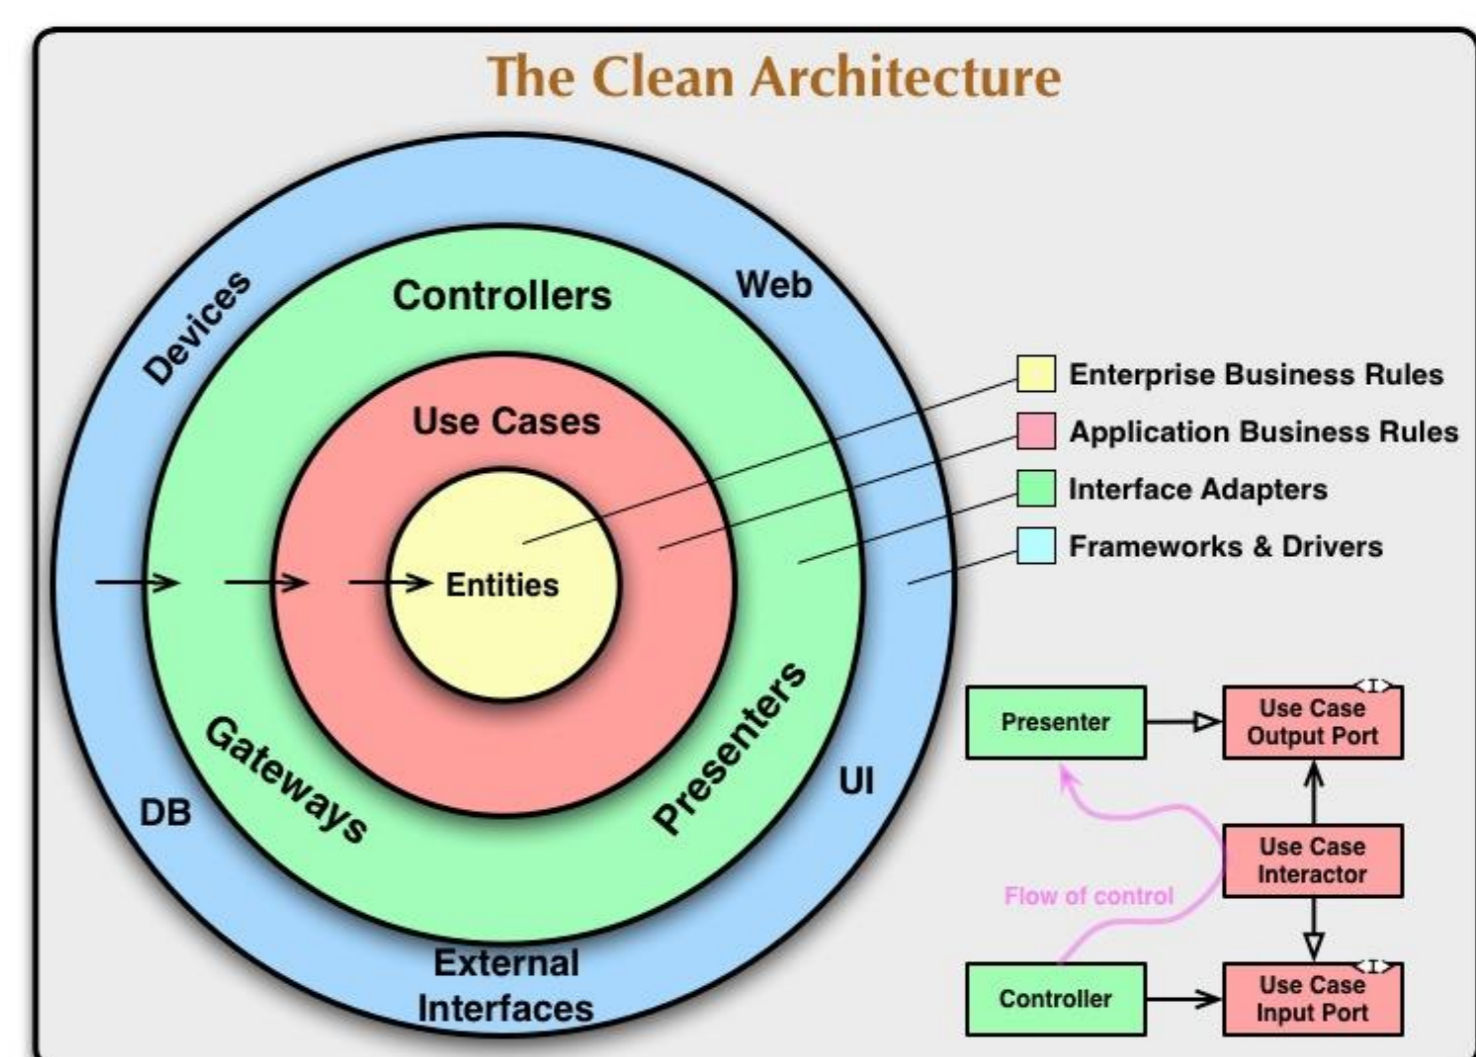 The Clean Architecture
Devices
Controllers
Web
Use Cases
Entities
Gateways
Presenters
DB
UI
External
Interfaces
Enterprise Business Rules
Application Business Rules
Interface Adapters
Frameworks & Drivers
Presenter
<I>
Use Case
Output Port
Use Case
Interactor
Flow of control
Controller
<I>
Use Case
Input Port